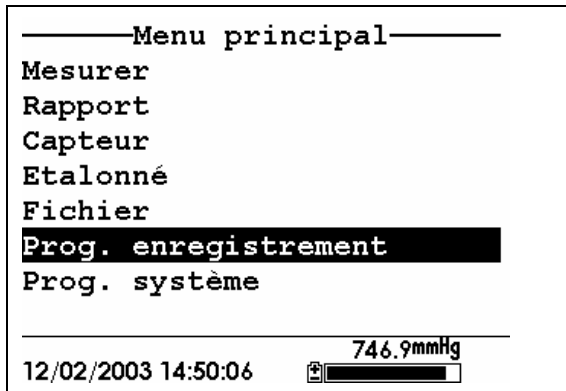 Menu principal
Mesurer
Rapport
Capteur
Etalonné
Fichier
Prog. enregistrement
Prog. système
746.9mmHg
12/02/2003 14:50:06